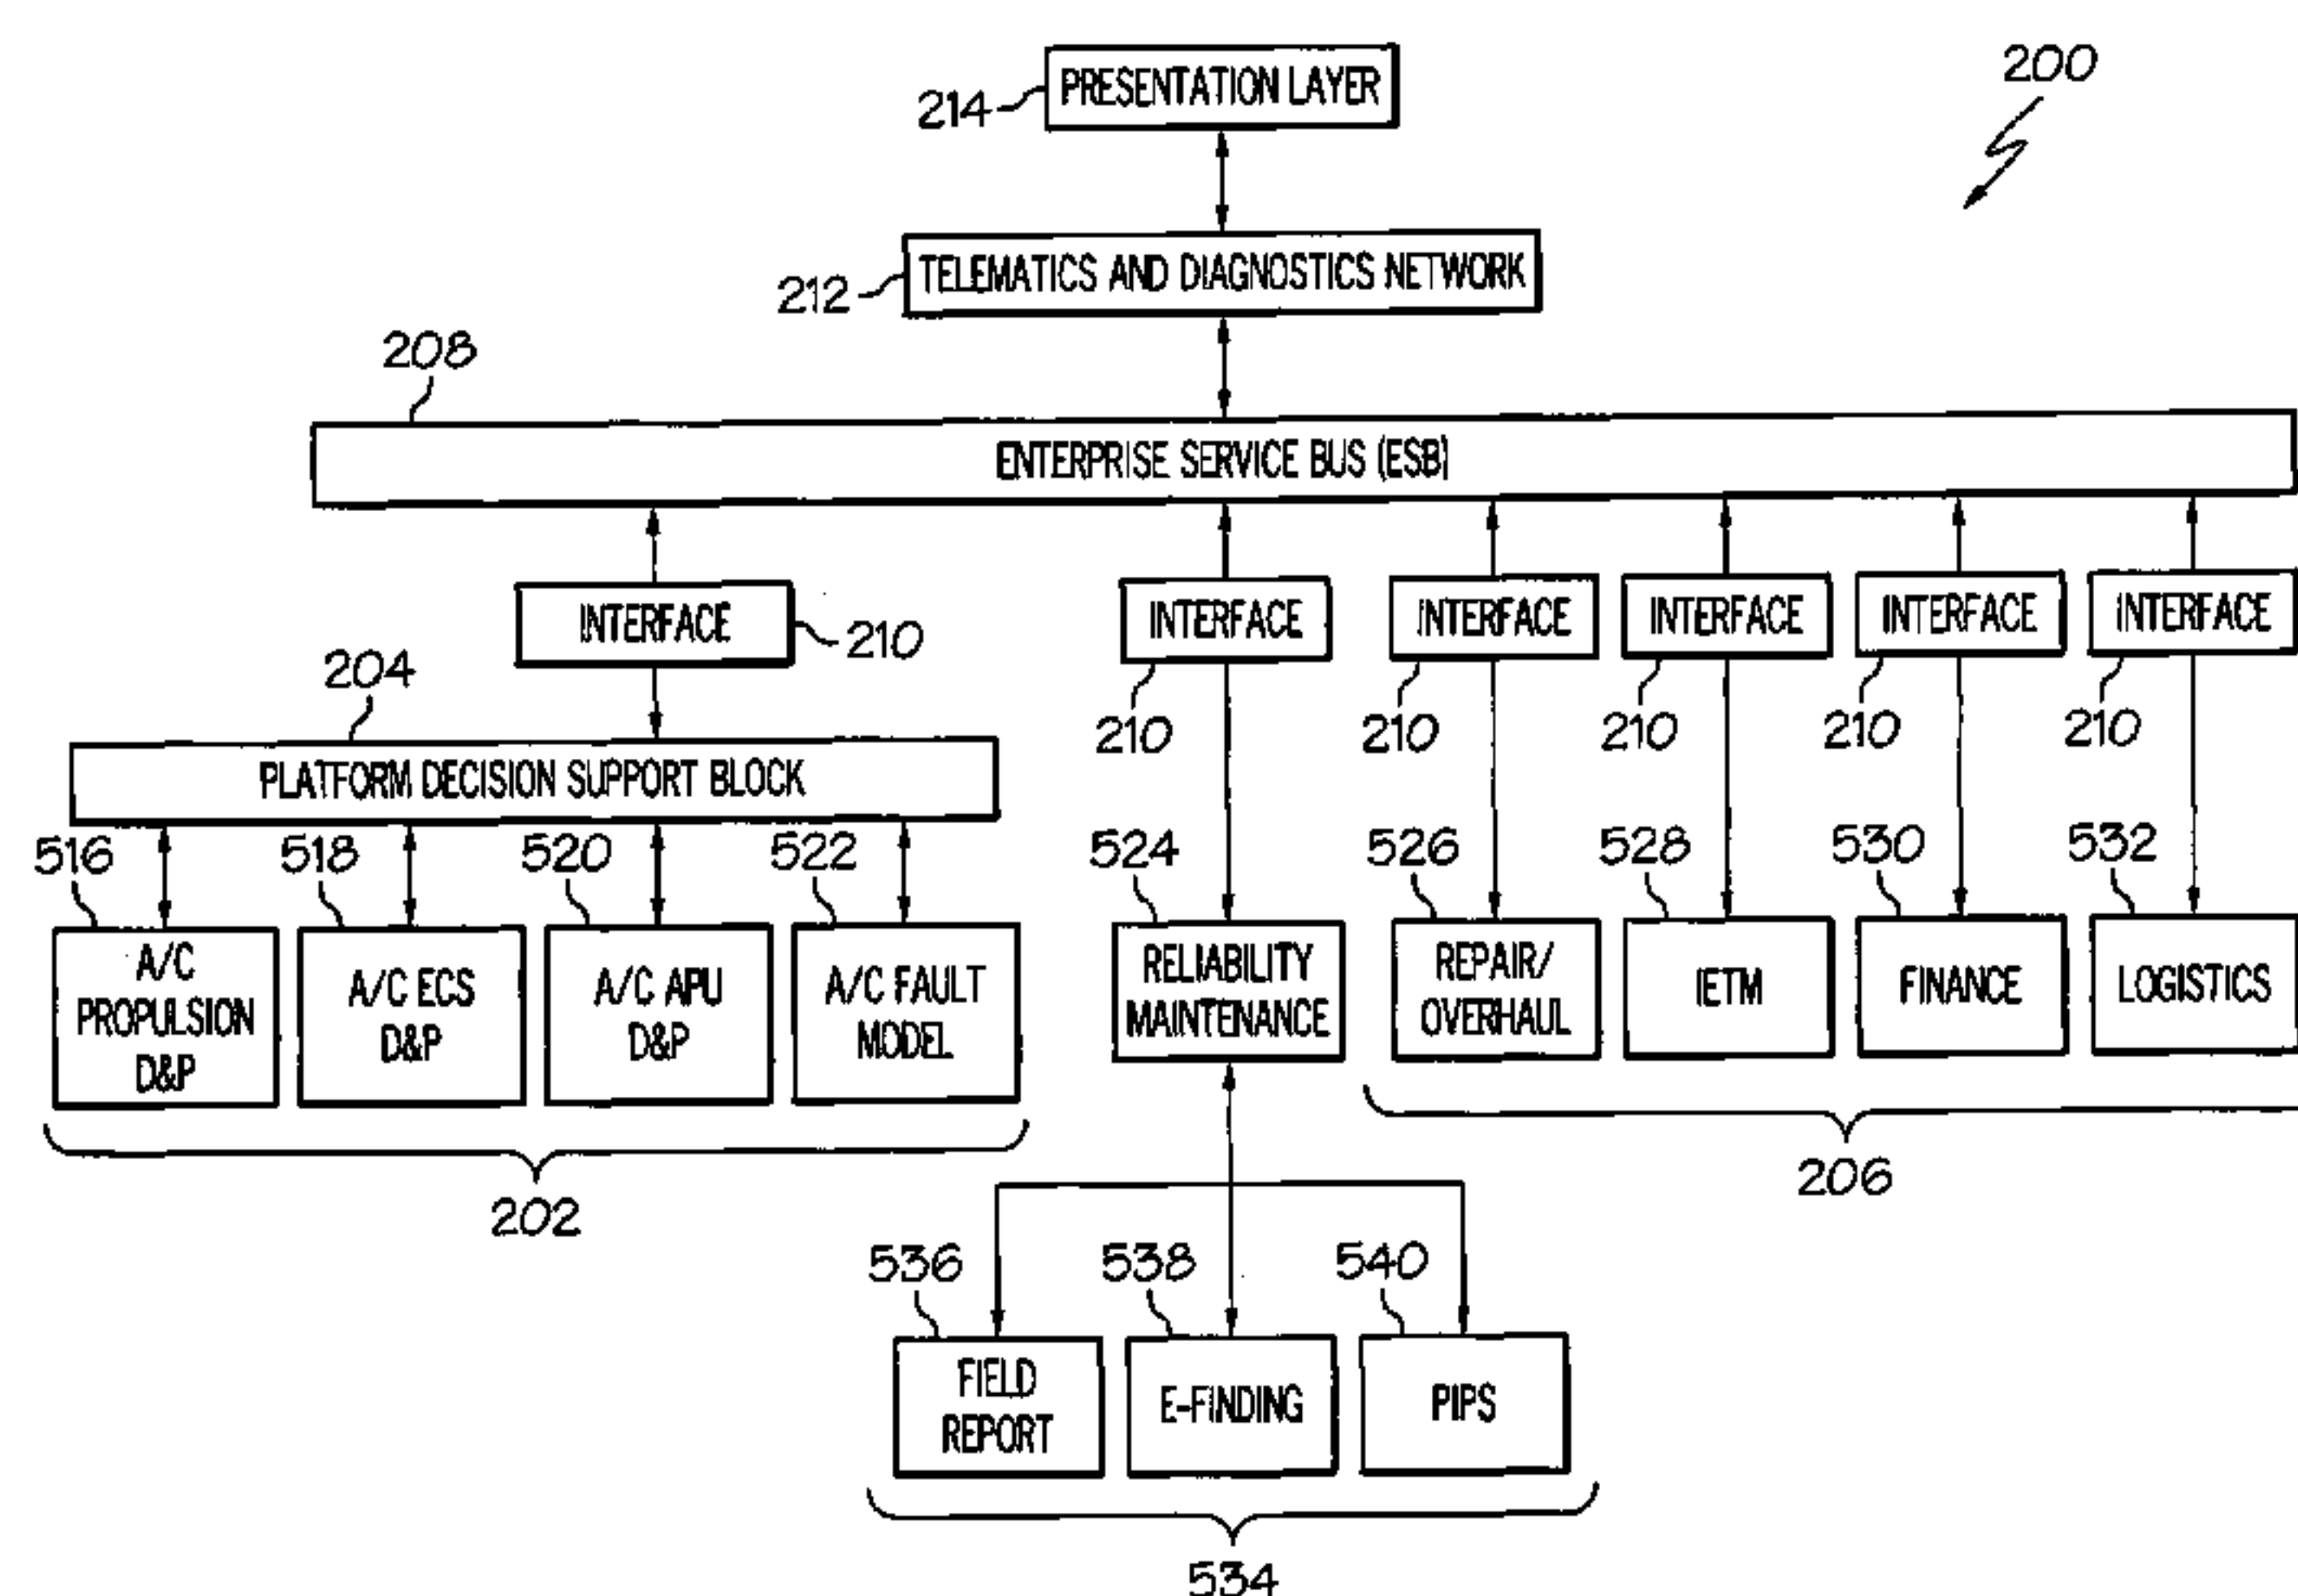 200
PRESENTATION LAYER
214
TELEMATICS AND DIAGNOSTICS NETWORK
212
208
ENTERPRISE SERVICE BUS (ESB)
INTERFACE
210
INTERFACE
210
INTERFACE
210
INTERFACE
210
INTERFACE
210
INTERFACE
210
204
PLATFORM DECISION SUPPORT BLOCK
516
518
520
522
524
526
528
530
532
A/C
PROPULSION
D&P
A/C ECS
D&P
A/C APU
D&P
A/C FAULT
MODEL
RELIABILITY
MAINTENANCE
REPAIR/
OVERHAUL
IETM
FINANCE
LOGISTICS
202
206
536
538
540
FIELD
REPORT
E-FINDING
PIPS
534